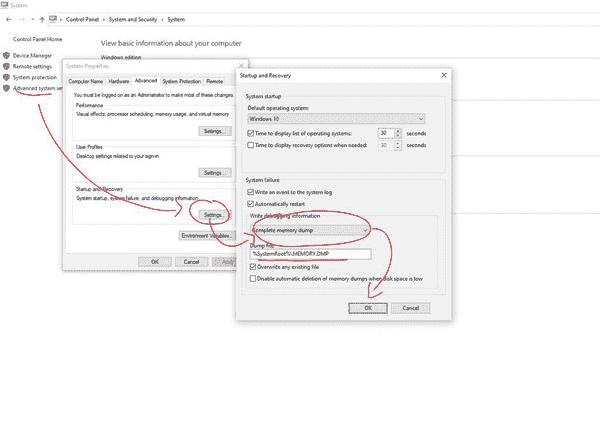 System
Control Panel > System and Security > System
Control Panel Home
Device Manager
Remote settings
System protection
Advanced system se
View basic information about your computer
Windows edition
System Properties
Computer Name Hardware Advanced System Protection Remote
You must be logged on as an Administrator to make most of these changes.
Performance
Visual effects, processor scheduling, memory usage, and virtual memory
Settings...
User Profiles
Desktop settings related to your sign-in
Settings...
Startup and Recovery
System startup, system failure, and debugging information
Settings...
Environment Variables...
OK Cancel Apply
Startup and Recovery
System startup
Default operating system:
Windows 10
Time to display list of operating systems: 30 seconds
Time to display recovery options when needed: 30 seconds
System failure
Write an event to the system log
Automatically restart
Write debugging information
Complete memory dump
Dump file:
%SystemRoot%\MEMORY.DMP
Overwrite any existing file
Disable automatic deletion of memory dumps when disk space is low
OK Cancel